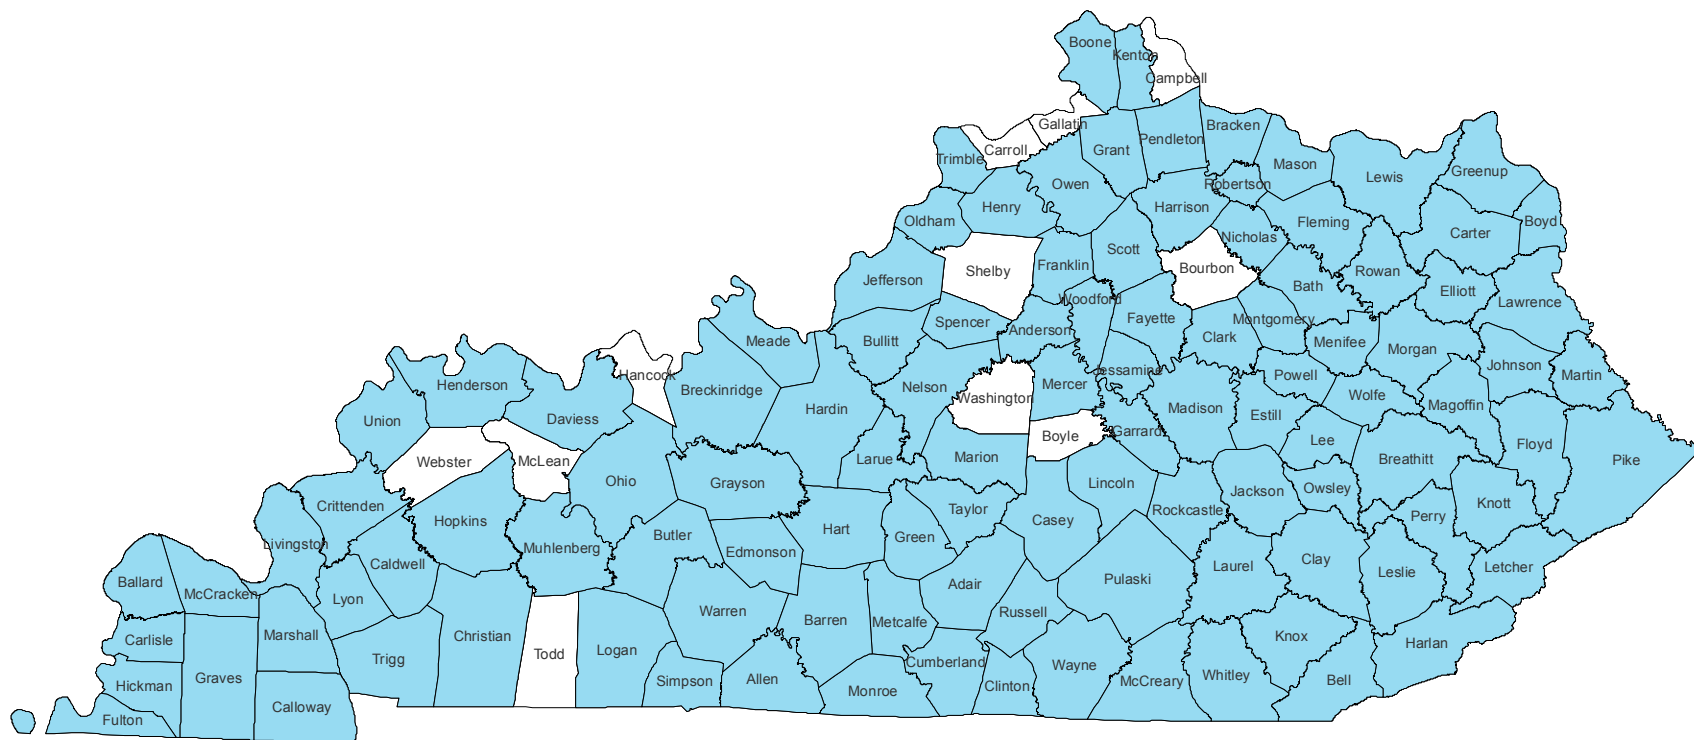 Boone
Kenton
Campbell
Gallatin
Carroll
Trimble
Grant
Pendleton
Bracken
Mason
Lewis
Greenup
Owen
Robertson
Henry
Harrison
Oldham
Fleming
Boyd
Carter
Nicholas
Scott
Shelby
Franklin
Bourbon
Rowan
Jefferson
Bath
Elliott
Lawrence
Woodford
Spencer
Anderson
Fayette
Montgomery
Clark
Menifee
Morgan
Meade
Bullitt
Johnson
Martin
Hancock
Henderson
Breckinridge
Nelson
Mercer
Jessamine
Powell
Wolfe
Washington
Magoffin
Hardin
Madison
Estill
Daviess
Union
Boyle
Garrard
Lee
Floyd
Webster
McLean
Larue
Marion
Breathitt
Pike
Ohio
Grayson
Lincoln
Jackson
Owsley
Crittenden
Knott
Hopkins
Taylor
Casey
Rockcastle
Perry
Hart
Butler
Green
Livingston
Muhlenberg
Edmonson
Caldwell
Laurel
Clay
Leslie
Letcher
Ballard
McCracken
Lyon
Adair
Pulaski
Warren
Russell
Barren
Metcalfe
Carlisle
Marshall
Christian
Knox
Harlan
Todd
Logan
Trigg
Cumberland
Wayne
Graves
Hickman
Simpson
Allen
Monroe
Clinton
McCreary
Whitley
Bell
Calloway
Fulton